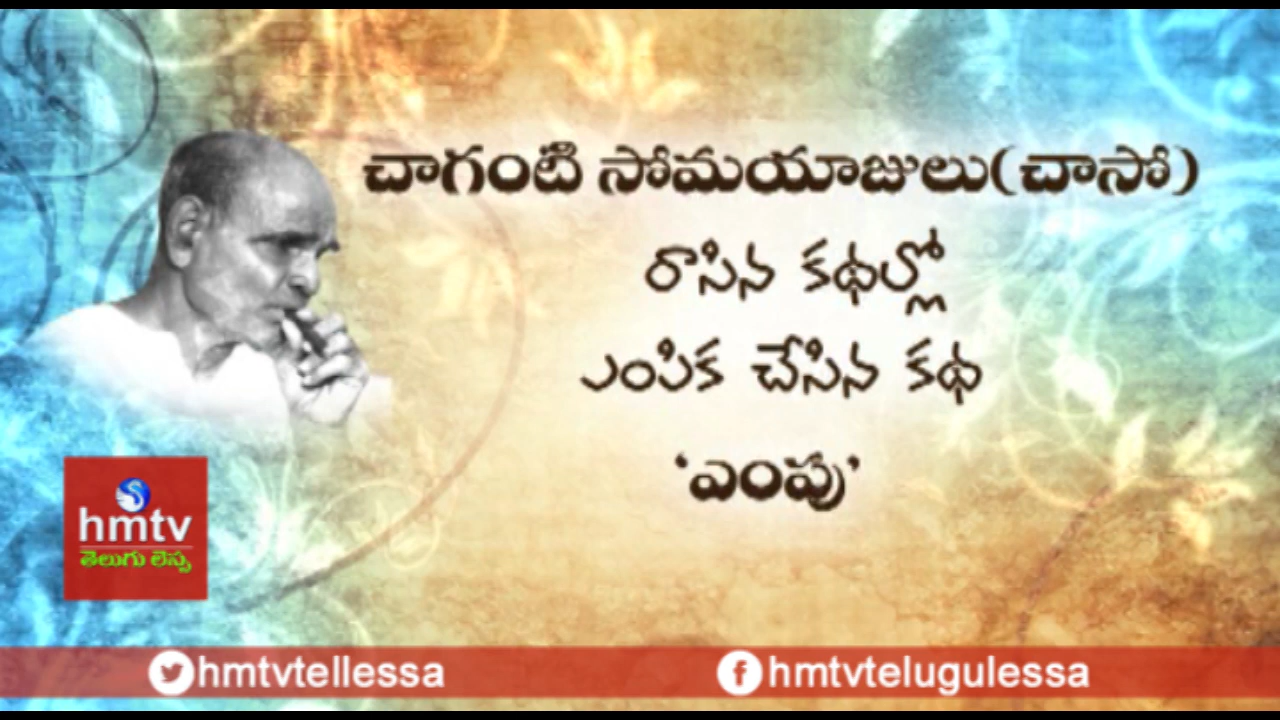 చాగంటి సోమయాజులు(చాసో)
రాసిన కథల్లో
ఎంపిక చేసిన కథ
‘ఎంపు’
hmtv
తెలుగు లెస్స
hmtvtellessa
hmtvtelugulessa